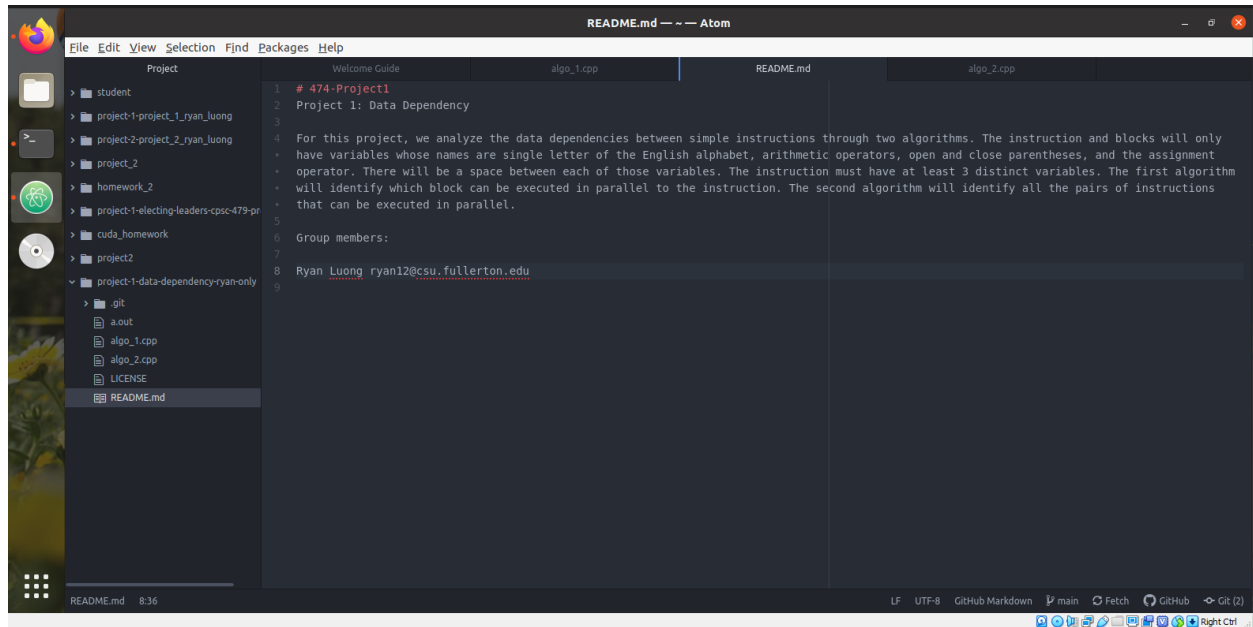 README.md — ~ — Atom
File Edit View Selection Find Packages Help
Project
Welcome Guide
algo_1.cpp
README.md
algo_2.cpp
student
project-1-project_1_ryan_luong
project-2-project_2_ryan_luong
project_2
homework_2
project-1-electing-leaders-cpsc-479-pr
cuda_homework
project2
project-1-data-dependency-ryan-only
.git
a.out
algo_1.cpp
algo_2.cpp
LICENSE
README.md
1 # 474-Project1
2 Project 1: Data Dependency
3
4 For this project, we analyze the data dependencies between simple instructions through two algorithms. The instruction and blocks will only
have variables whose names are single letter of the English alphabet, arithmetic operators, open and close parentheses, and the assignment
operator. There will be a space between each of those variables. The instruction must have at least 3 distinct variables. The first algorithm
will identify which block can be executed in parallel to the instruction. The second algorithm will identify all the pairs of instructions
that can be executed in parallel.
5
6 Group members:
7
8 Ryan Luong ryan12@csu.fullerton.edu
9
README.md 8:36
LF UTF-8 GitHub Markdown main Fetch GitHub Git (2)
Right Ctrl